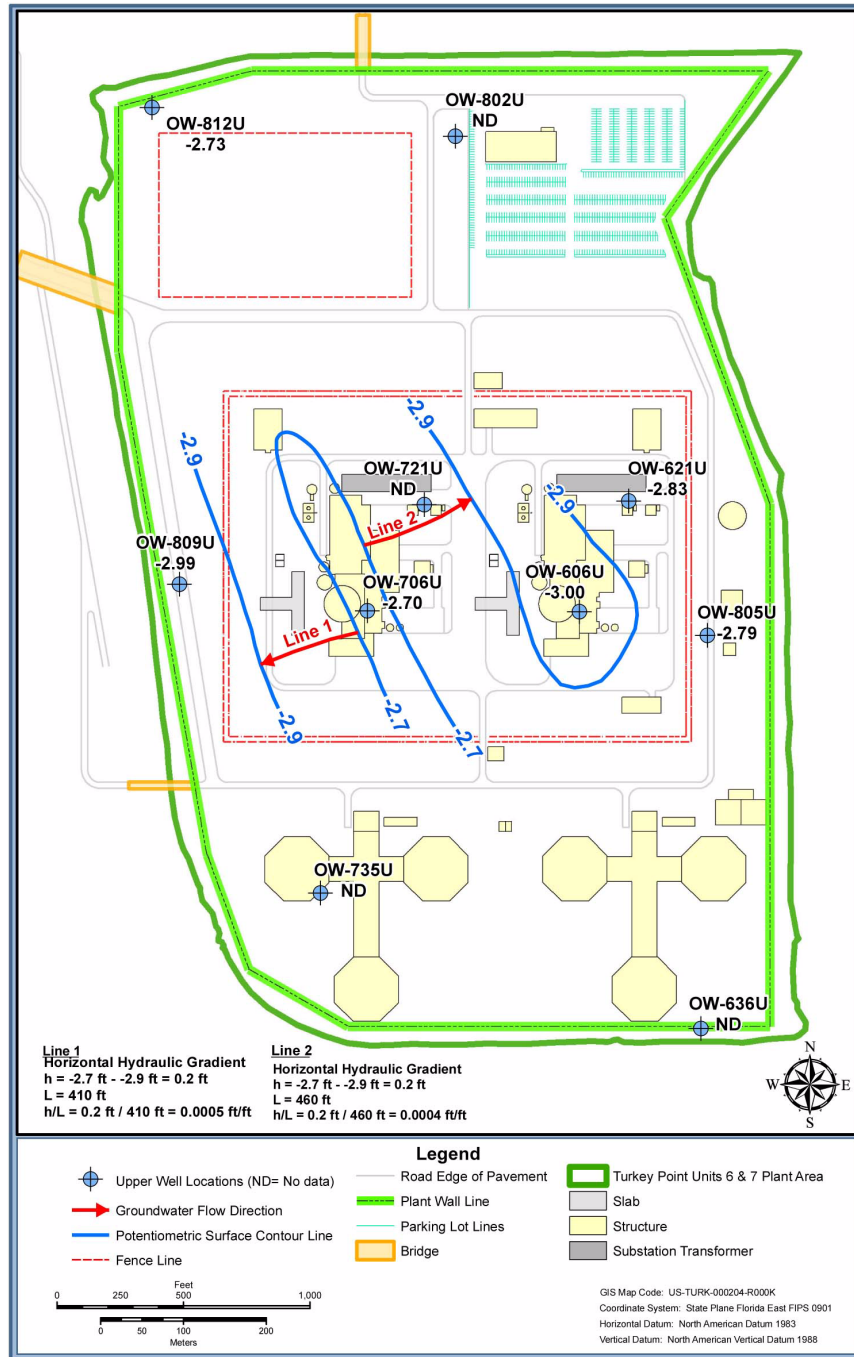 OW-802U
ND
OW-812U
-2.73
-2.9
-2.9
OW-721U
ND
OW-621U
-2.83
-2.9
Line 2
OW-809U
-2.99
OW-706U
-2.70
OW-606U
-3.00
OW-805U
-2.79
Line 1
-2.9
-2.7
-2.7
OW-735U
ND
OW-636U
ND
Line 1
Horizontal Hydraulic Gradient
h = -2.7 ft - -2.9 ft = 0.2 ft
L = 410 ft
h/L = 0.2 ft / 410 ft = 0.0005 ft/ft
Line 2
Horizontal Hydraulic Gradient
h = -2.7 ft - -2.9 ft = 0.2 ft
L = 460 ft
h/L = 0.2 ft / 460 ft = 0.0004 ft/ft
N
W E
S
Legend
Upper Well Locations (ND= No data)
Groundwater Flow Direction
Potentiometric Surface Contour Line
Fence Line
Road Edge of Pavement
Plant Wall Line
Parking Lot Lines
Bridge
Turkey Point Units 6 & 7 Plant Area
Slab
Structure
Substation Transformer
Feet
0 250 500 1,000
0 50 100 200
Meters
GIS Map Code: US-TURK-000204-R000K
Coordinate System: State Plane Florida East FIPS 0901
Horizontal Datum: North American Datum 1983
Vertical Datum: North American Vertical Datum 1988